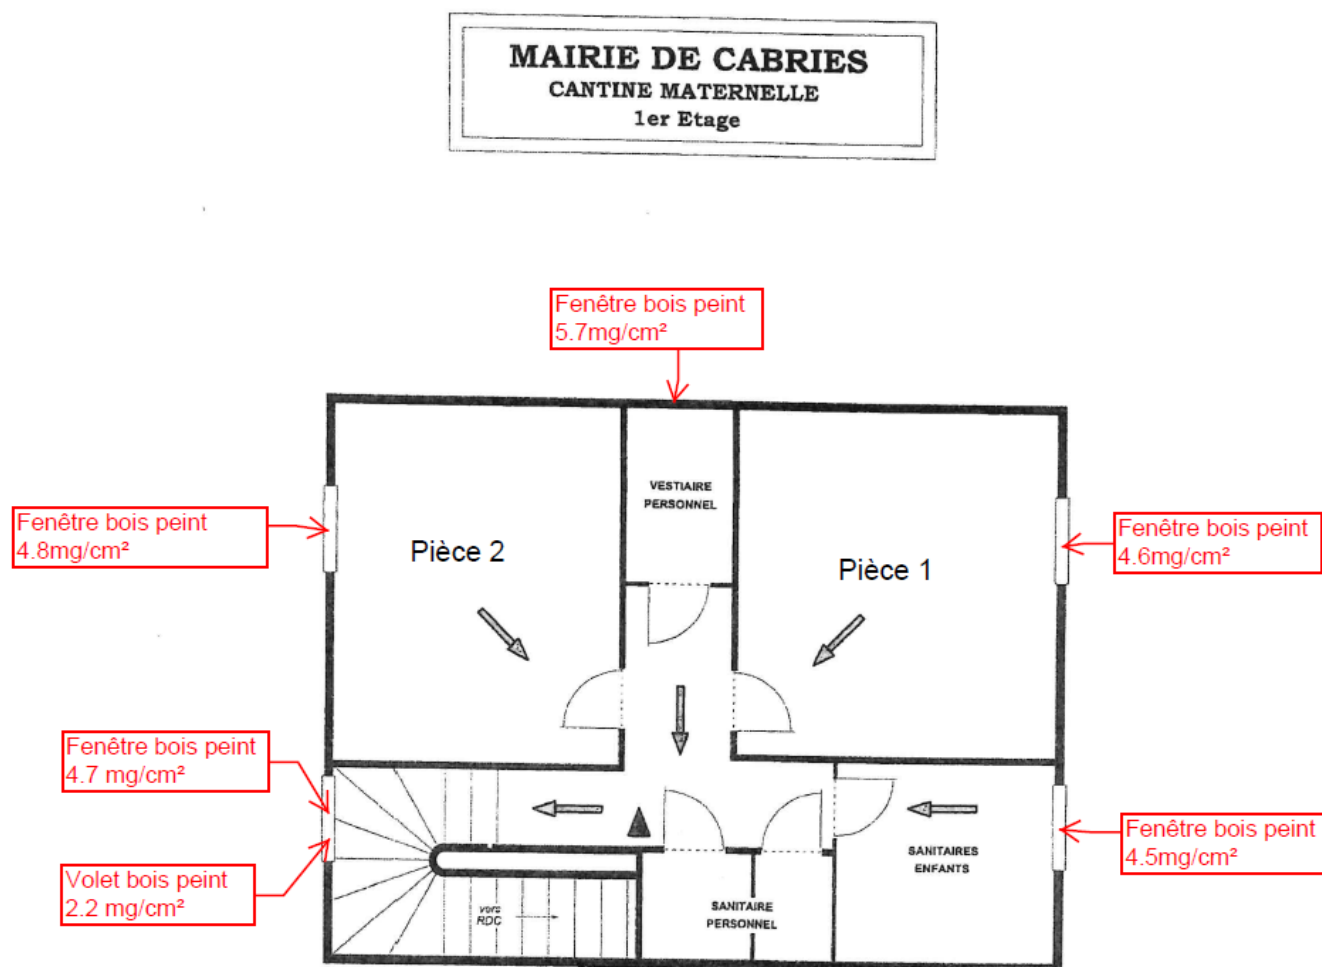 MAIRIE DE CABRIES
CANTINE MATERNELLE
1er Etage
Fenêtre bois peint
5.7mg/cm²
VESTIAIRE
PERSONNEL
Fenêtre bois peint
4.8mg/cm²
Pièce 2
Pièce 1
Fenêtre bois peint
4.6mg/cm²
Fenêtre bois peint
4.7 mg/cm²
Volet bois peint
2.2 mg/cm²
vers
RDC
SANITAIRE
PERSONNEL
SANITAIRES
ENFANTS
Fenêtre bois peint
4.5mg/cm²